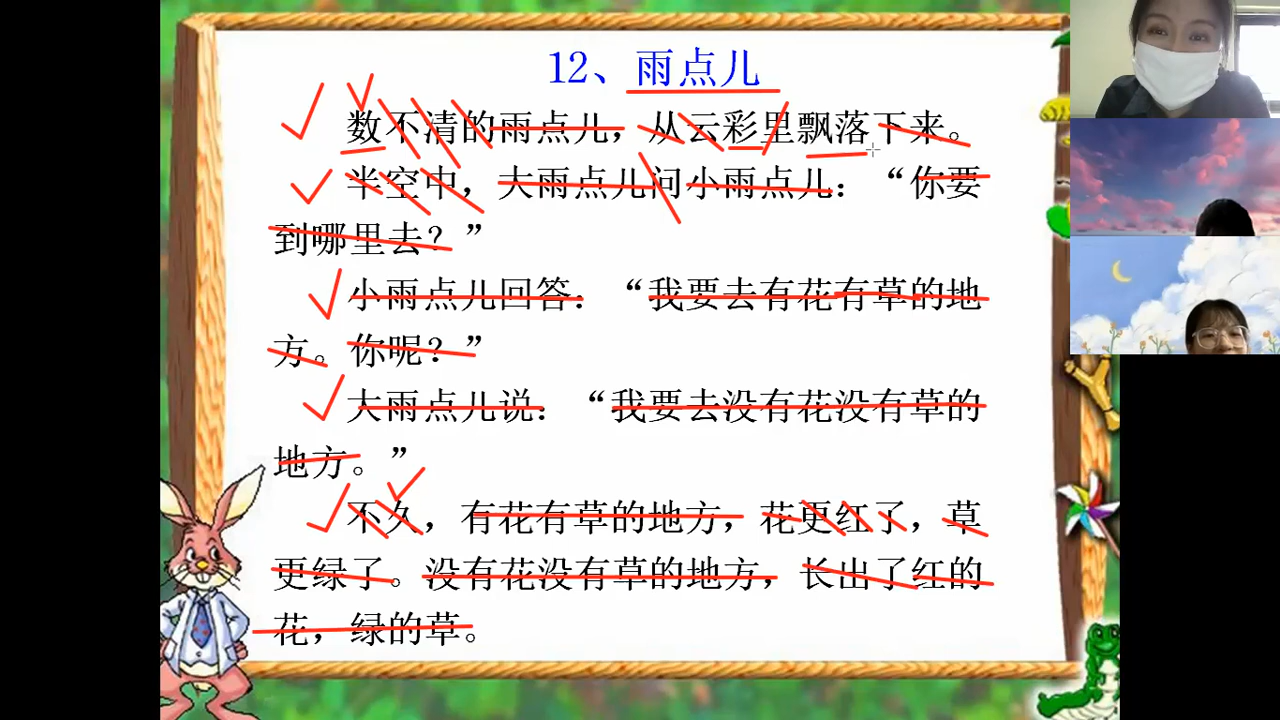 12、雨点儿
数不清的雨点儿，从云彩里飘落下来。
半空中，大雨点儿问小雨点儿：“你要
到哪里去？”
小雨点儿回答：“我要去有花有草的地
方。你呢？”
大雨点儿说：“我要去没有花没有草的
地方。”
不久，有花有草的地方，花更红了，草
更绿了。没有花没有草的地方，长出了红的
花，绿的草。